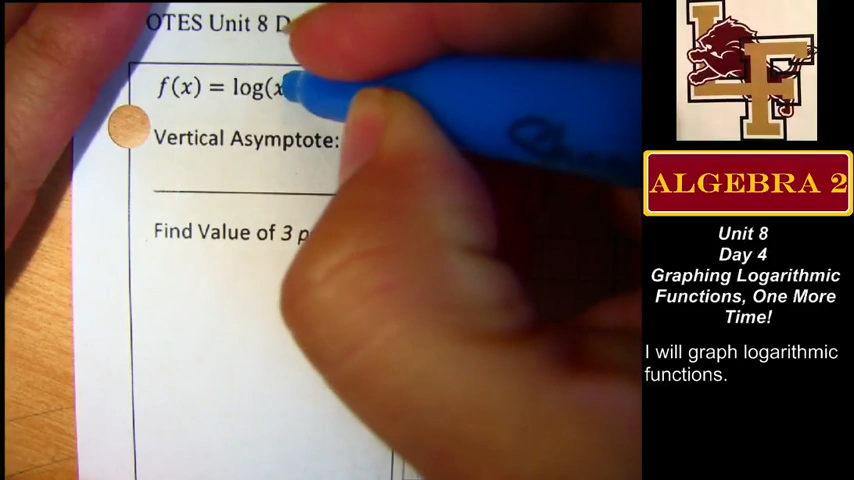 OTES Unit 8
f(x) = log(x
Vertical Asymptote:
Find Value of 3 p
LF
ALGEBRA 2
Unit 8
Day 4
Graphing Logarithmic
Functions, One More
Time!
I will graph logarithmic
functions.